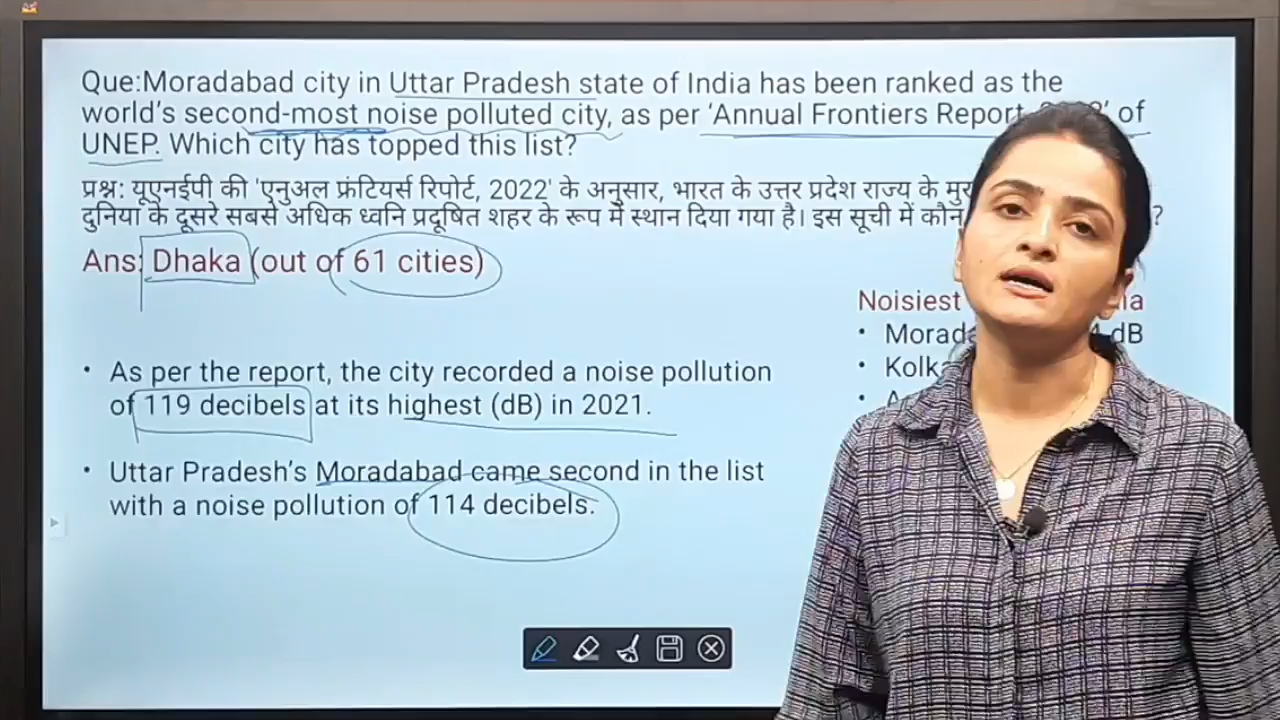 Que:Moradabad city in Uttar Pradesh state of India has been ranked as the
world's second-most noise polluted city, as per 'Annual Frontiers Report, of
UNEP. Which city has topped this list?
प्रश्न: यूएनईपी की 'एनुअल फ्रंटियर्स रिपोर्ट, 2022' के अनुसार, भारत के उत्तर प्रदेश राज्य के
दुनिया के दूसरे सबसे अधिक ध्वनि प्रदूषित शहर के रूप में स्थान दिया गया है। इस सूची में कौन ?
Ans: Dhaka (out of 61 cities)
Noisiest
• dB
•
•
• As per the report, the city recorded a noise pollution
of 119 decibels at its highest (dB) in 2021.
• Uttar Pradesh's Moradabad came second in the list
with a noise pollution of 114 decibels.